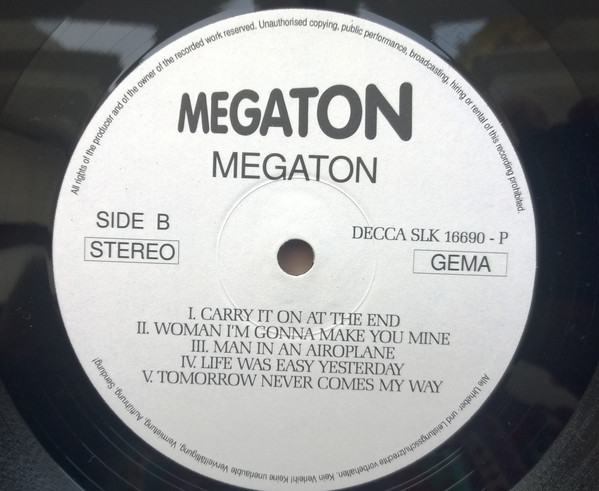 All rights of the producer and of the owner of the recorded work reserved. Unauthorised copying, public performance, broadcasting, hiring or rental of this recording prohibited.
MEGATON
MEGATON
SIDE B
STEREO
DECCA SLK 16690 - P
GEMA
I. CARRY IT ON AT THE END
II. WOMAN I'M GONNA MAKE YOU MINE
III. MAN IN AN AIROPLANE
IV. LIFE WAS EASY YESTERDAY
V. TOMORROW NEVER COMES MY WAY
Alle Urheber- und Leistungsschutzrechte vorbehalten. Kein Verleih! Keine unerlaubte Vervielfältigung, Vermietung, Aufführung, Sendung!